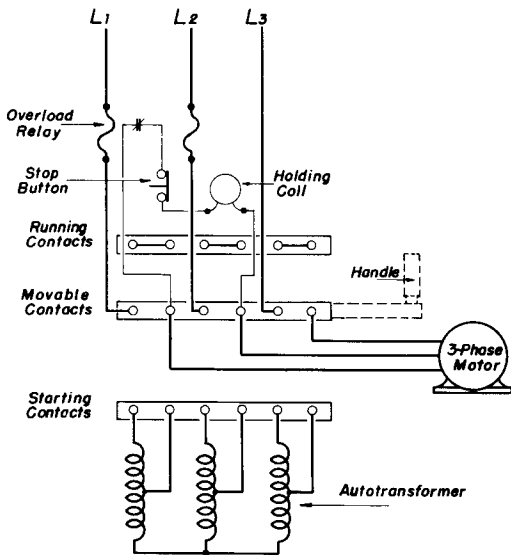 L1 L2 L3
Overload
Relay
Stop
Button
Holding
Coil
Running
Contacts
Handle
Movable
Contacts
3-Phase
Motor
Starting
Contacts
Autotransformer